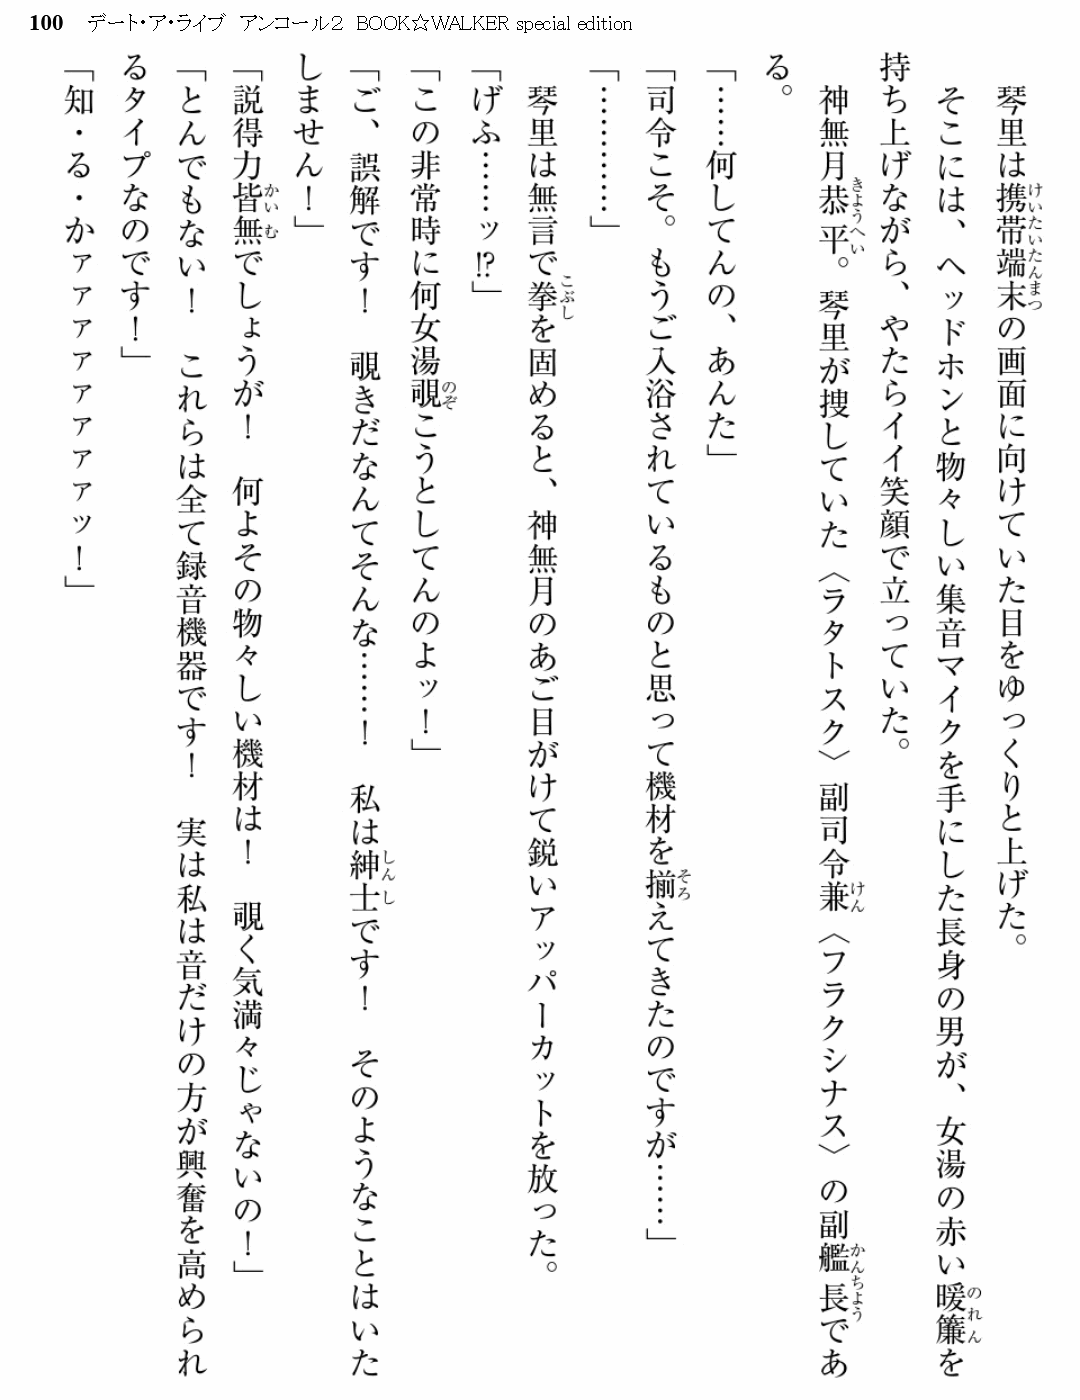 100 デート・ア・ライブ アンコール２ BOOK☆WALKER special edition
琴里は携帯端末の画面に向けていた目をゆっくりと上げた。
そこには、ヘッドホンと物々しい集音マイクを手にした長身の男が、女湯の赤い暖簾を
持ち上げながら、やたらイイ笑顔で立っていた。
神無月恭平。琴里が捜していた〈ラタトスク〉副司令兼〈フラクシナス〉の副艦長であ
る。
「……何してんの、あんた」
「司令こそ。もうご入浴されているものと思って機材を揃えてきたのですが……」
「…………」
琴里は無言で拳を固めると、神無月のあご目がけて鋭いアッパーカットを放った。
「げふ……ッ!?」
「この非常時に何女湯覗こうとしてんのよッ！」
「ご、誤解です！　覗きだなんてそんな……！　私は紳士です！　そのようなことはいた
しません！」
「説得力皆無でしょうが！　何よその物々しい機材は！　覗く気満々じゃないの！」
「とんでもない！　これらは全て録音機器です！　実は私は音だけの方が興奮を高められ
るタイプなのです！」
「知・る・かァァァァァァァァッ！」